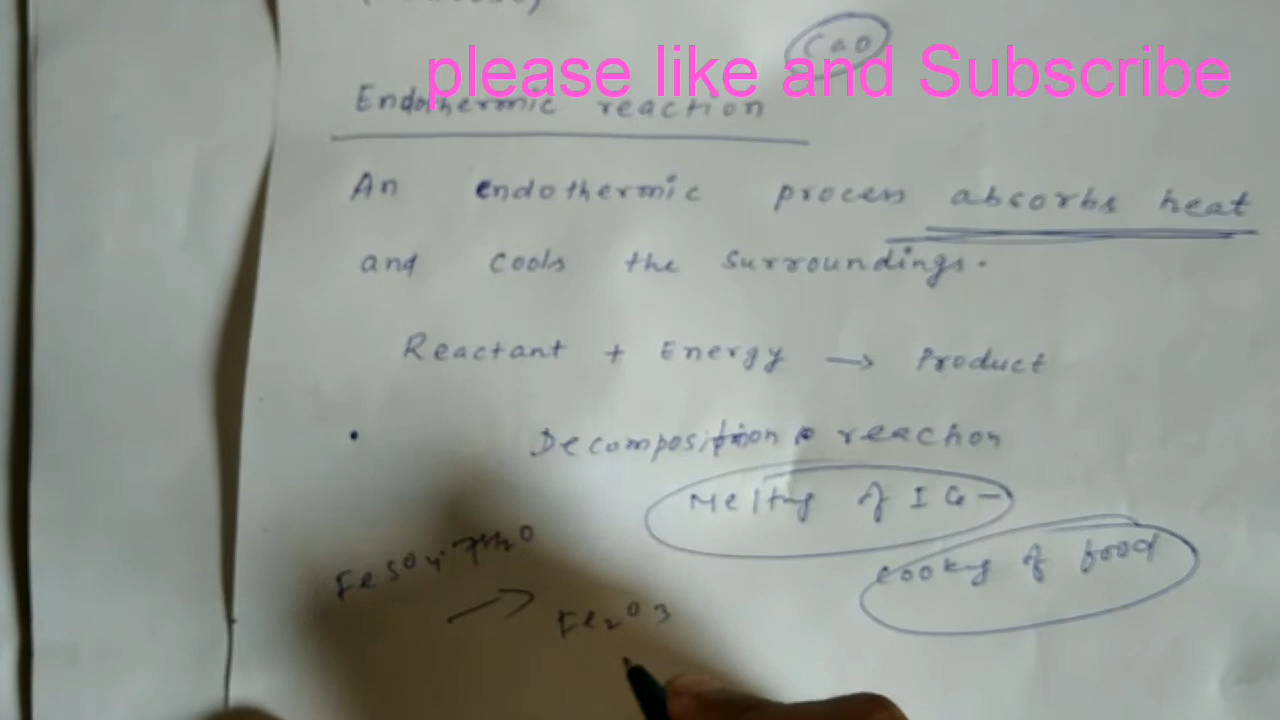 CaO
please like and Subscribe
Endothermic reaction
An endothermic process absorbs heat
and cools the surroundings.
Reactant + Energy → Product
• Decomposition reaction
Melting of ICe
cooking of food
FeSO4·7H2O
→ Fe2O3